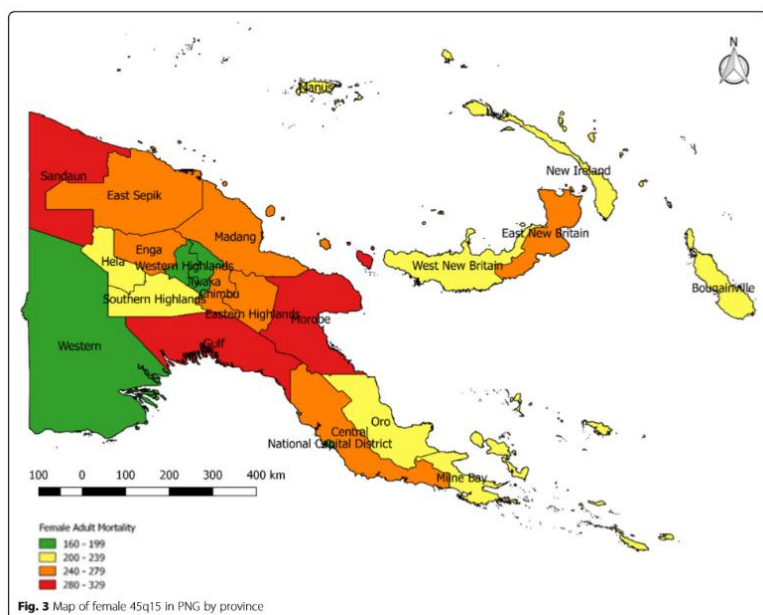 N
Manus
New Ireland
Sandaun
East Sepik
Madang
East New Britain
Enga
Hela
Western Highlands
West New Britain
Jiwaka
Chimbu
Southern Highlands
Eastern Highlands
Morobe
Bougainville
Western
Gulf
Oro
Central
National Capital District
Milne Bay
100 0 100 200 300 400 km
Female Adult Mortality
160 - 199
200 - 239
240 - 279
280 - 329
Fig. 3 Map of female 45q15 in PNG by province